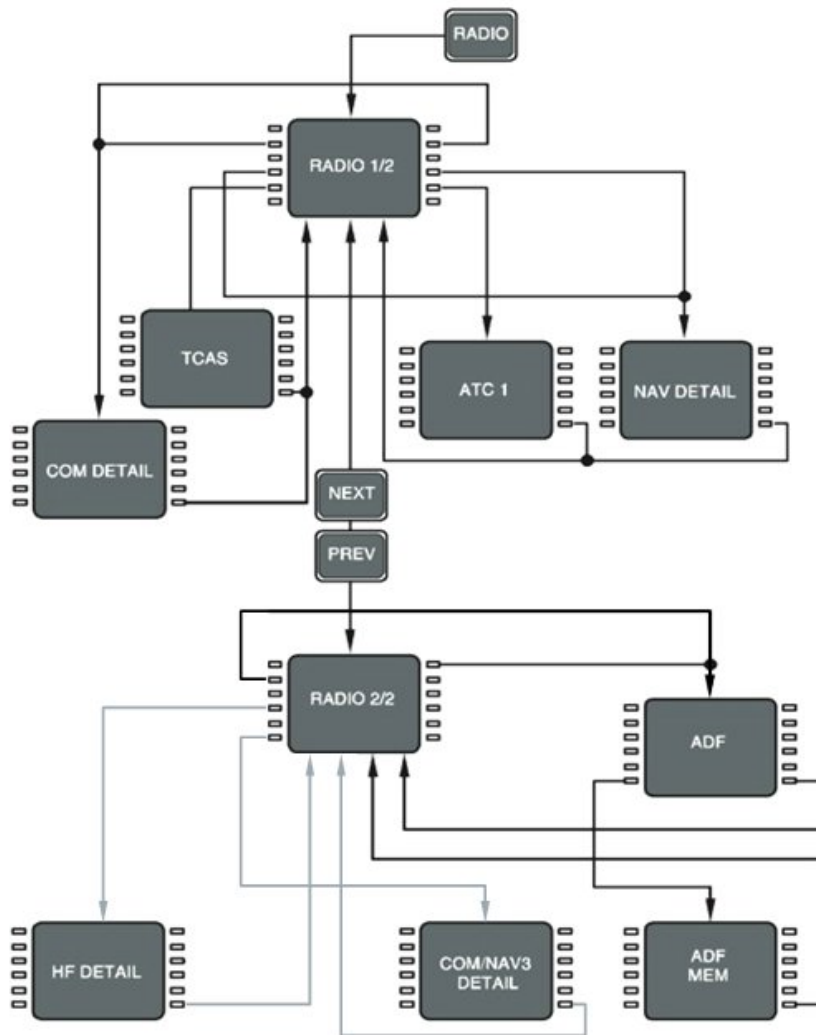 RADIO
RADIO 1/2
TCAS
ATC 1
NAV DETAIL
COM DETAIL
NEXT
PREV
RADIO 2/2
ADF
HF DETAIL
COM/NAV3
DETAIL
ADF
MEM